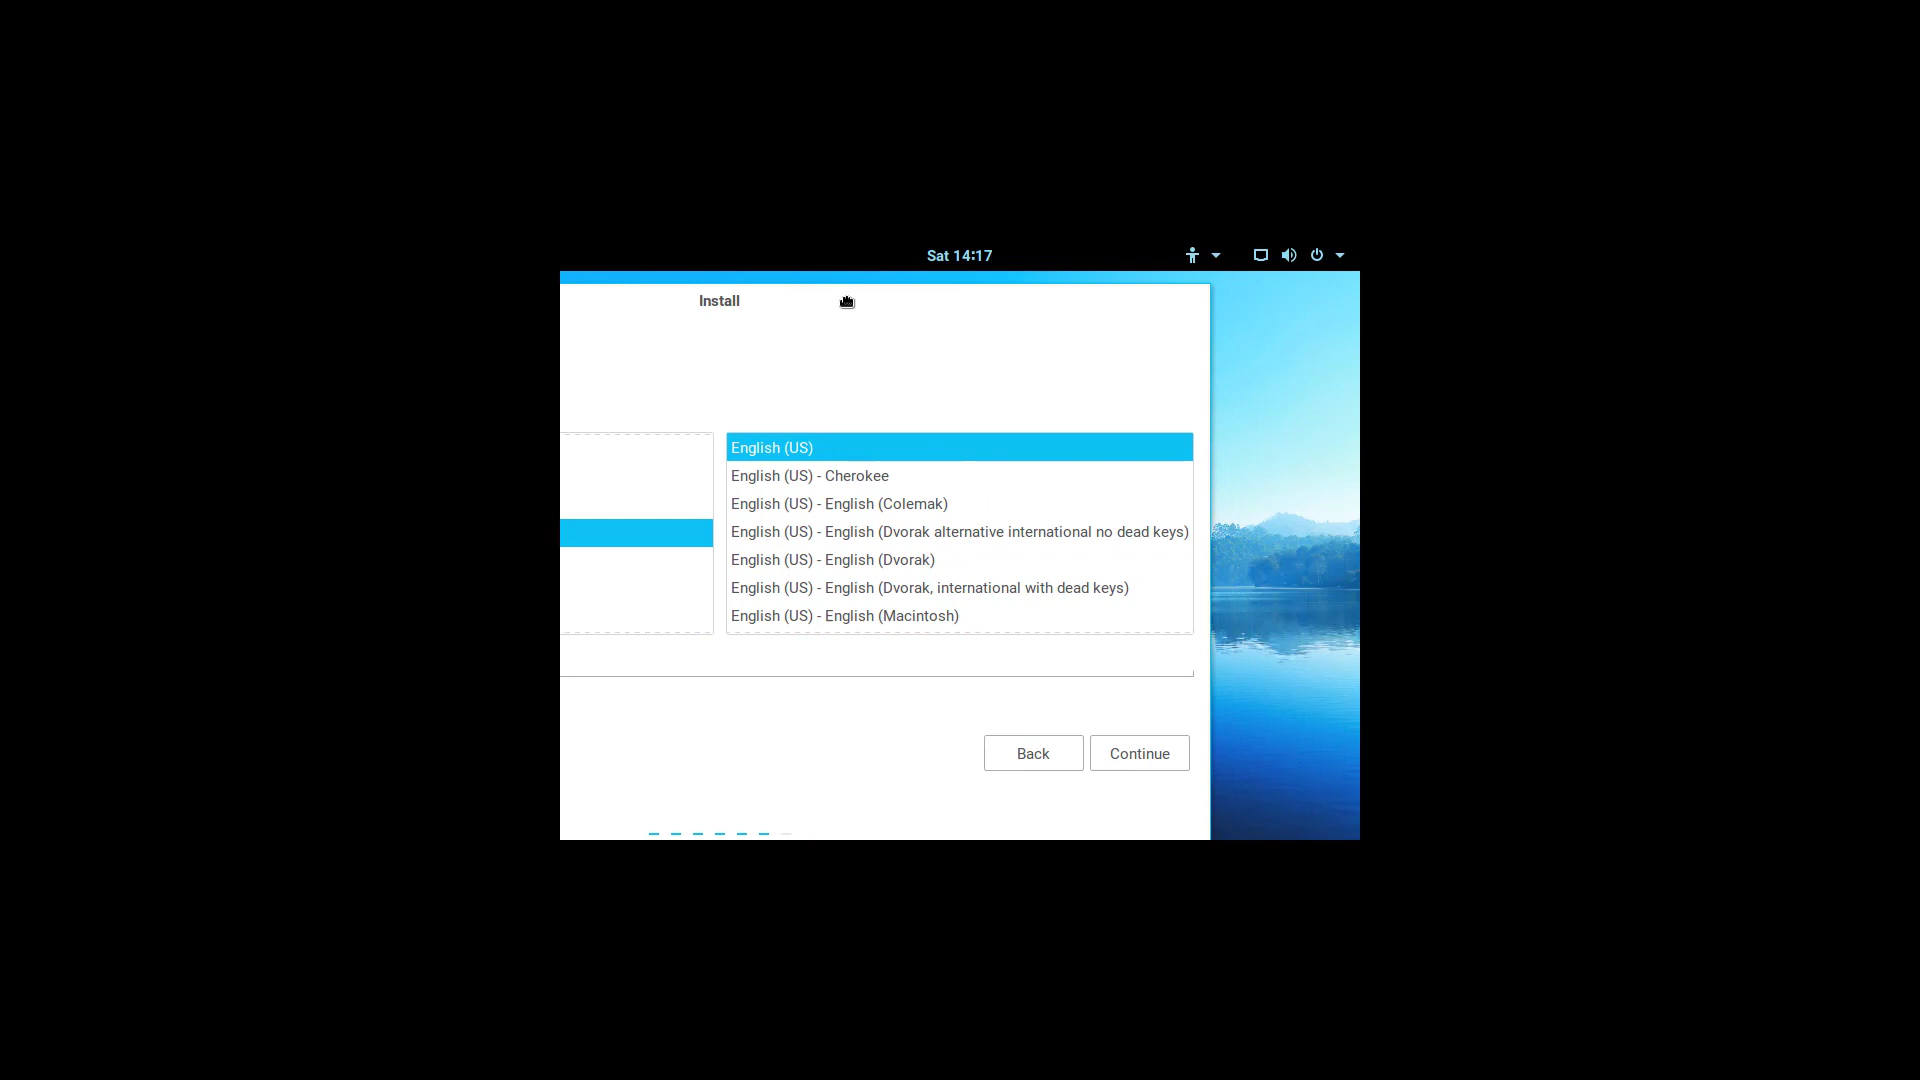 Sat 14:17
Install
English (US)
English (US) - Cherokee
English (US) - English (Colemak)
English (US) - English (Dvorak alternative international no dead keys)
English (US) - English (Dvorak)
English (US) - English (Dvorak, international with dead keys)
English (US) - English (Macintosh)
Back
Continue